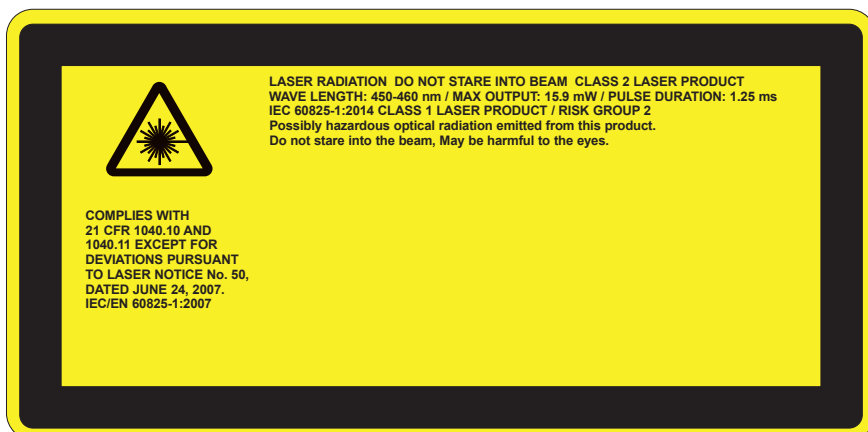 LASER RADIATION  DO NOT STARE INTO BEAM  CLASS 2 LASER PRODUCT
WAVE LENGTH: 450-460 nm / MAX OUTPUT: 15.9 mW / PULSE DURATION: 1.25 ms
IEC 60825-1:2014 CLASS 1 LASER PRODUCT / RISK GROUP 2
Possibly hazardous optical radiation emitted from this product.
Do not stare into the beam, May be harmful to the eyes.
COMPLIES WITH
21 CFR 1040.10 AND
1040.11 EXCEPT FOR
DEVIATIONS PURSUANT
TO LASER NOTICE No. 50,
DATED JUNE 24, 2007.
IEC/EN 60825-1:2007